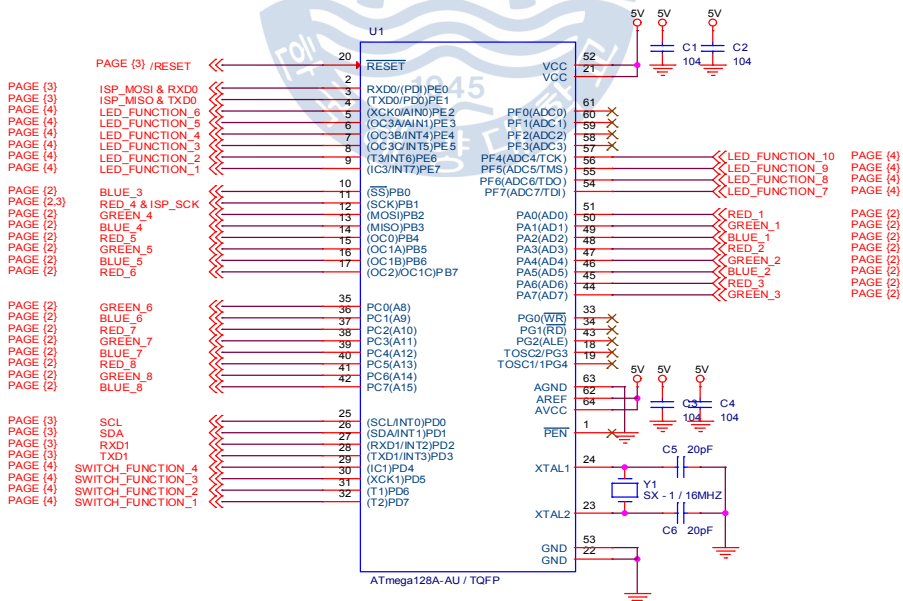 U1
5V 5V 5V
C1 104
C2 104
PAGE {3} /RESET 20 RESET
PAGE {3} ISP_MOSI & RXD0 2 RXD0/(PDI)PE0
PAGE {3} ISP_MISO & TXD0 3 (TXD0/PD0)PE1
PAGE {4} LED_FUNCTION_6 4 (XCK0/AIN0)PE2
PAGE {4} LED_FUNCTION_5 5 (OC3A/AIN1)PE3
PAGE {4} LED_FUNCTION_4 6 (OC3B/INT4)PE4
PAGE {4} LED_FUNCTION_3 7 (OC3C/INT5)PE5
PAGE {4} LED_FUNCTION_2 8 (T3/INT6)PE6
PAGE {4} LED_FUNCTION_1 9 (IC3/INT7)PE7
PAGE {2} BLUE_3 10 (SS)PB0
PAGE {2,3} RED_4 & ISP_SCK 11 (SCK)PB1
PAGE {2} GREEN_4 12 (MOSI)PB2
PAGE {2} BLUE_4 13 (MISO)PB3
PAGE {2} RED_5 14 (OC0)PB4
PAGE {2} GREEN_5 15 (OC1A)PB5
PAGE {2} BLUE_5 16 (OC1B)PB6
PAGE {2} RED_6 17 (OC2)/OC1C)PB7
PAGE {2} GREEN_6 35 PC0(A8)
PAGE {2} BLUE_6 36 PC1(A9)
PAGE {2} RED_7 37 PC2(A10)
PAGE {2} GREEN_7 38 PC3(A11)
PAGE {2} BLUE_7 39 PC4(A12)
PAGE {2} RED_8 40 PC5(A13)
PAGE {2} GREEN_8 41 PC6(A14)
PAGE {2} BLUE_8 42 PC7(A15)
PAGE {3} SCL 25 (SCL/INT0)PD0
PAGE {3} SDA 26 (SDA/INT1)PD1
PAGE {3} RXD1 27 (RXD1/INT2)PD2
PAGE {3} TXD1 28 (TXD1/INT3)PD3
PAGE {4} SWITCH_FUNCTION_4 29 (IC1)PD4
PAGE {4} SWITCH_FUNCTION_3 30 (XCK1)PD5
PAGE {4} SWITCH_FUNCTION_2 31 (T1)PD6
PAGE {4} SWITCH_FUNCTION_1 32 (T2)PD7
VCC 52
VCC 21
PF0(ADC0) 61
PF1(ADC1) 60
PF2(ADC2) 59
PF3(ADC3) 58
PF4(ADC4/TCK) 57 LED_FUNCTION_10 PAGE {4}
PF5(ADC5/TMS) 56 LED_FUNCTION_9 PAGE {4}
PF6(ADC6/TDO) 55 LED_FUNCTION_8 PAGE {4}
PF7(ADC7/TDI) 54 LED_FUNCTION_7 PAGE {4}
PA0(AD0) 51 RED_1 PAGE {2}
PA1(AD1) 50 GREEN_1 PAGE {2}
PA2(AD2) 49 BLUE_1 PAGE {2}
PA3(AD3) 48 RED_2 PAGE {2}
PA4(AD4) 47 GREEN_2 PAGE {2}
PA5(AD5) 46 BLUE_2 PAGE {2}
PA6(AD6) 45 RED_3 PAGE {2}
PA7(AD7) 44 GREEN_3 PAGE {2}
PG0(WR) 33
PG1(RD) 34
PG2(ALE) 43
TOSC2/PG3 18
TOSC1/1PG4 19
AGND 63
AREF 62
AVCC 64
5V 5V 5V
C3 104
C4 104
PEN 1
XTAL1 24
C5 20pF
Y1
SX - 1 / 16MHZ
XTAL2 23
C6 20pF
GND 53
GND 22
ATmega128A-AU / TQFP
1945